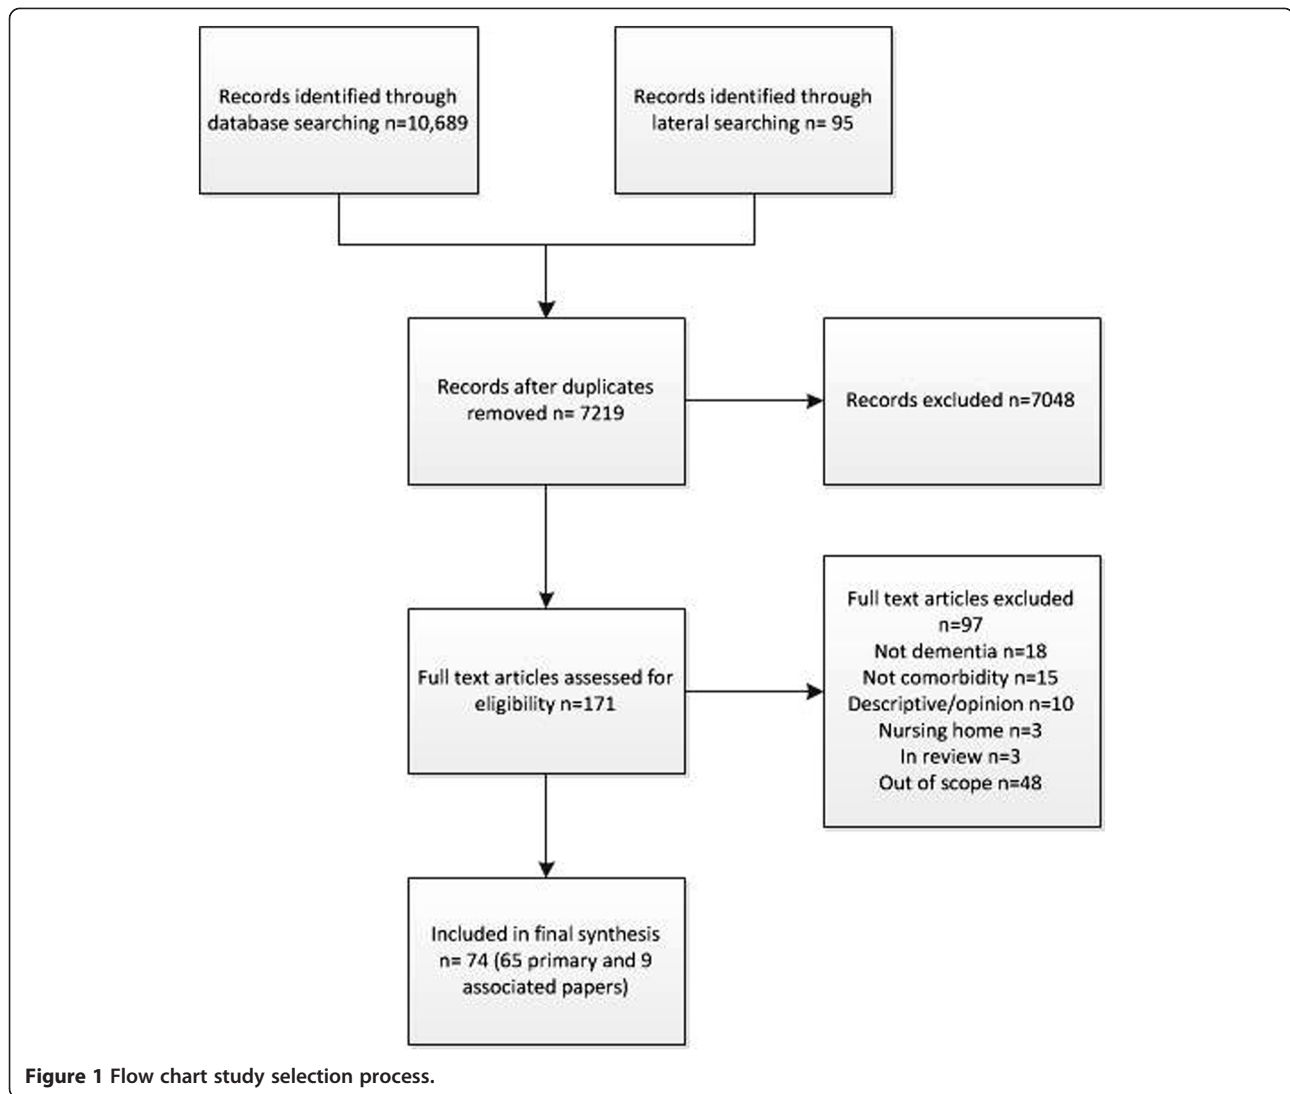 Records identified through
database searching n=10,689
Records identified through
lateral searching n= 95
Records after duplicates
removed n= 7219
Records excluded n=7048
Full text articles assessed for
eligibility n=171
Full text articles excluded
n=97
Not dementia n=18
Not comorbidity n=15
Descriptive/opinion n=10
Nursing home n=3
In review n=3
Out of scope n=48
Included in final synthesis
n= 74 (65 primary and 9
associated papers)
Figure 1 Flow chart study selection process.